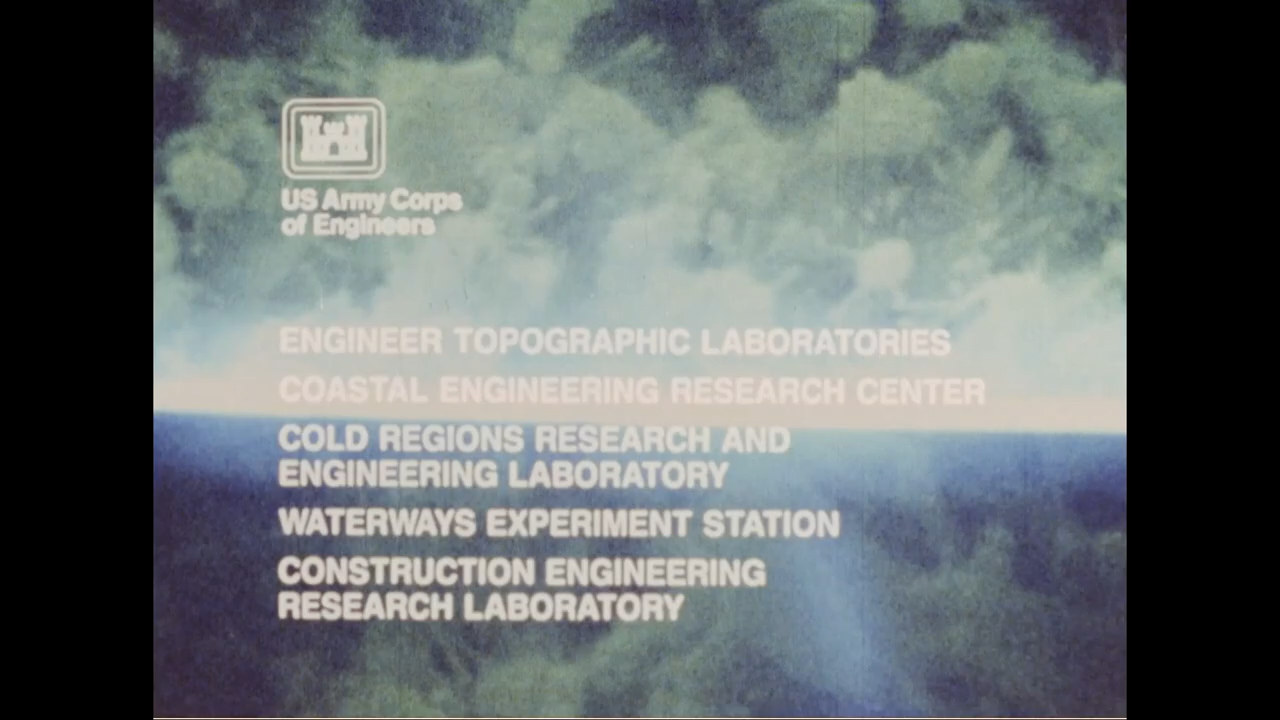 US Army Corps
of Engineers
ENGINEER TOPOGRAPHIC LABORATORIES
COASTAL ENGINEERING RESEARCH CENTER
COLD REGIONS RESEARCH AND
ENGINEERING LABORATORY
WATERWAYS EXPERIMENT STATION
CONSTRUCTION ENGINEERING
RESEARCH LABORATORY